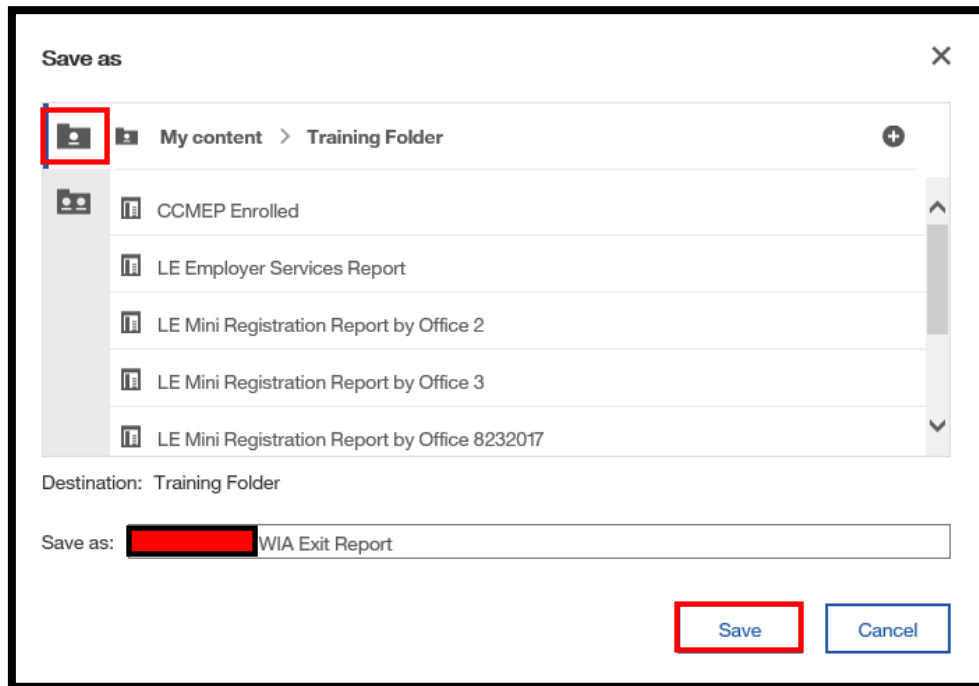 Save as
My content > Training Folder
CCMEP Enrolled
LE Employer Services Report
LE Mini Registration Report by Office 2
LE Mini Registration Report by Office 3
LE Mini Registration Report by Office 8232017
Destination: Training Folder
Save as: WIA Exit Report
Save Cancel